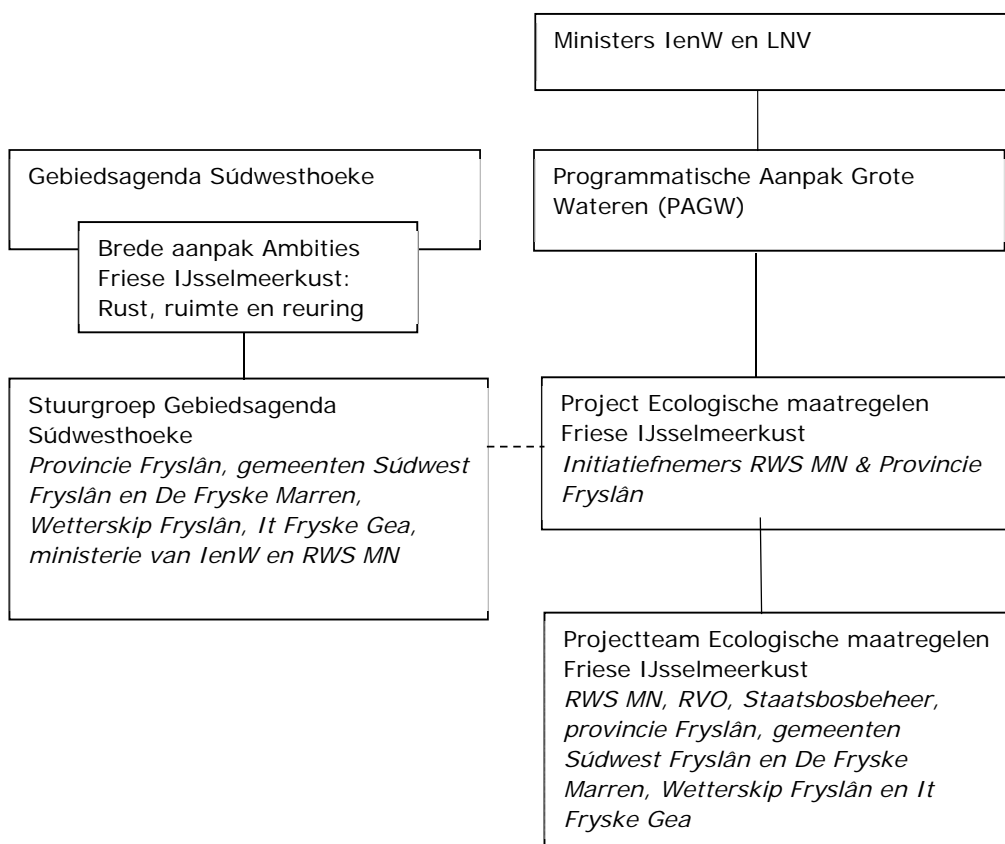 Ministers IenW en LNV
Gebiedsagenda Súdwesthoeke
Brede aanpak Ambities
Friese IJsselmeerkust:
Rust, ruimte en reuring
Programmatische Aanpak Grote
Wateren (PAGW)
Stuurgroep Gebiedsagenda
Súdwesthoeke
Provincie Fryslân, gemeenten Súdwest
Fryslân en De Fryske Marren,
Wetterskip Fryslân, It Fryske Gea,
ministerie van IenW en RWS MN
Project Ecologische maatregelen
Friese IJsselmeerkust
Initiatiefnemers RWS MN & Provincie
Fryslân
Projectteam Ecologische maatregelen
Friese IJsselmeerkust
RWS MN, RVO, Staatsbosbeheer,
provincie Fryslân, gemeenten
Súdwest Fryslân en De Fryske
Marren, Wetterskip Fryslân en It
Fryske Gea